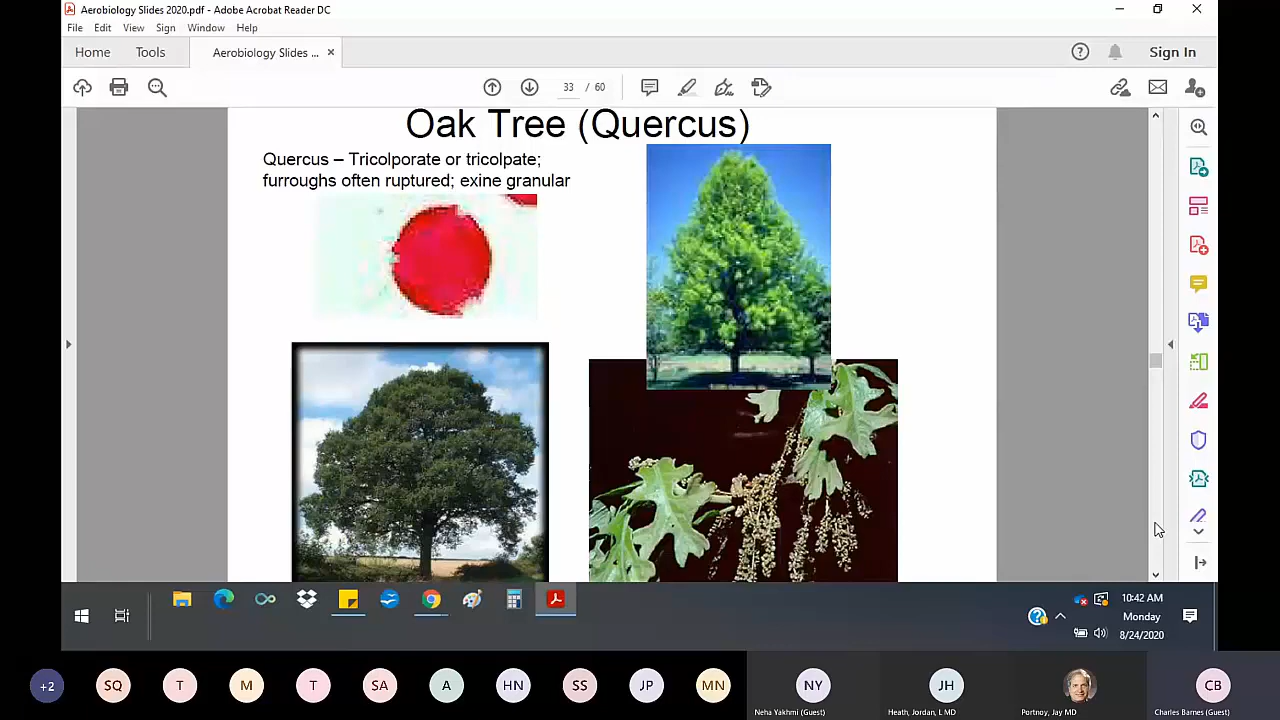 Aerobiology Slides 2020.pdf - Adobe Acrobat Reader DC
File Edit View Sign Window Help
Home Tools Aerobiology Slides ... × Sign In
33 / 60
Oak Tree (Quercus)
Quercus – Tricolporate or tricolpate;
furroughs often ruptured; exine granular
10:42 AM
Monday
8/24/2020
+2 SQ T M T SA A HN SS JP MN NY JH CB
Neha Yakhmi (Guest) Heath, Jordan, L MD Portnoy, Jay MD Charles Barnes (Guest)